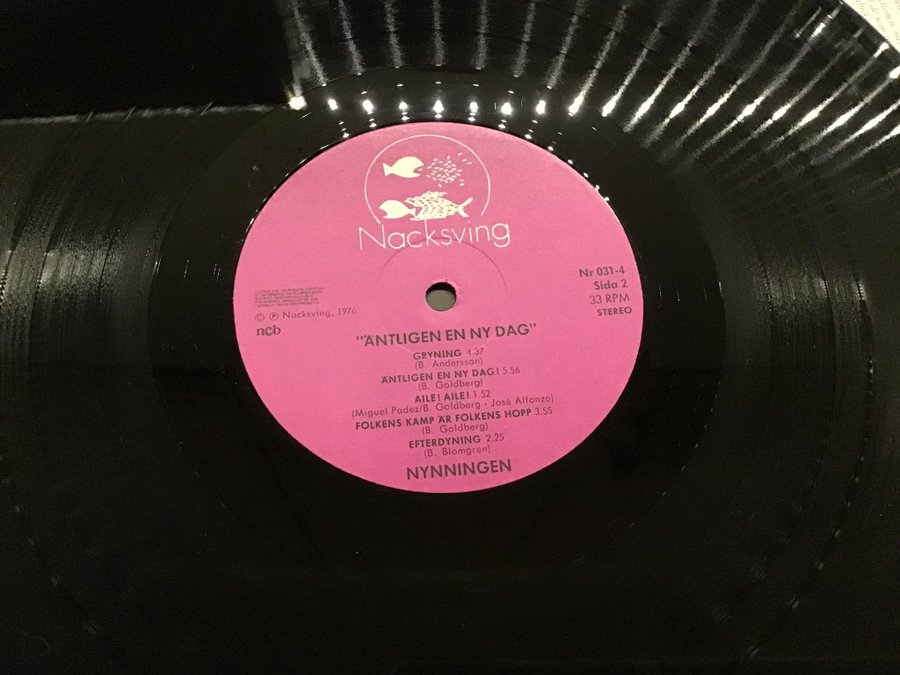 Nacksving
Nr 031-4
Sida 2
33 RPM
STEREO
© ℗ Nacksving, 1976
ncb
"ÄNTLIGEN EN NY DAG"
GRYNING 4.37
(B. Andersson)
ÄNTLIGEN EN NY DAG! 5.56
(B. Goldberg)
AILE! AILE! 1.52
(Miguel Padez/B. Goldberg - José Alfonzo)
FOLKENS KAMP ÄR FOLKENS HOPP 3.55
(B. Goldberg)
EFTERDYNING 2.25
(B. Blomgren)
NYNNINGEN